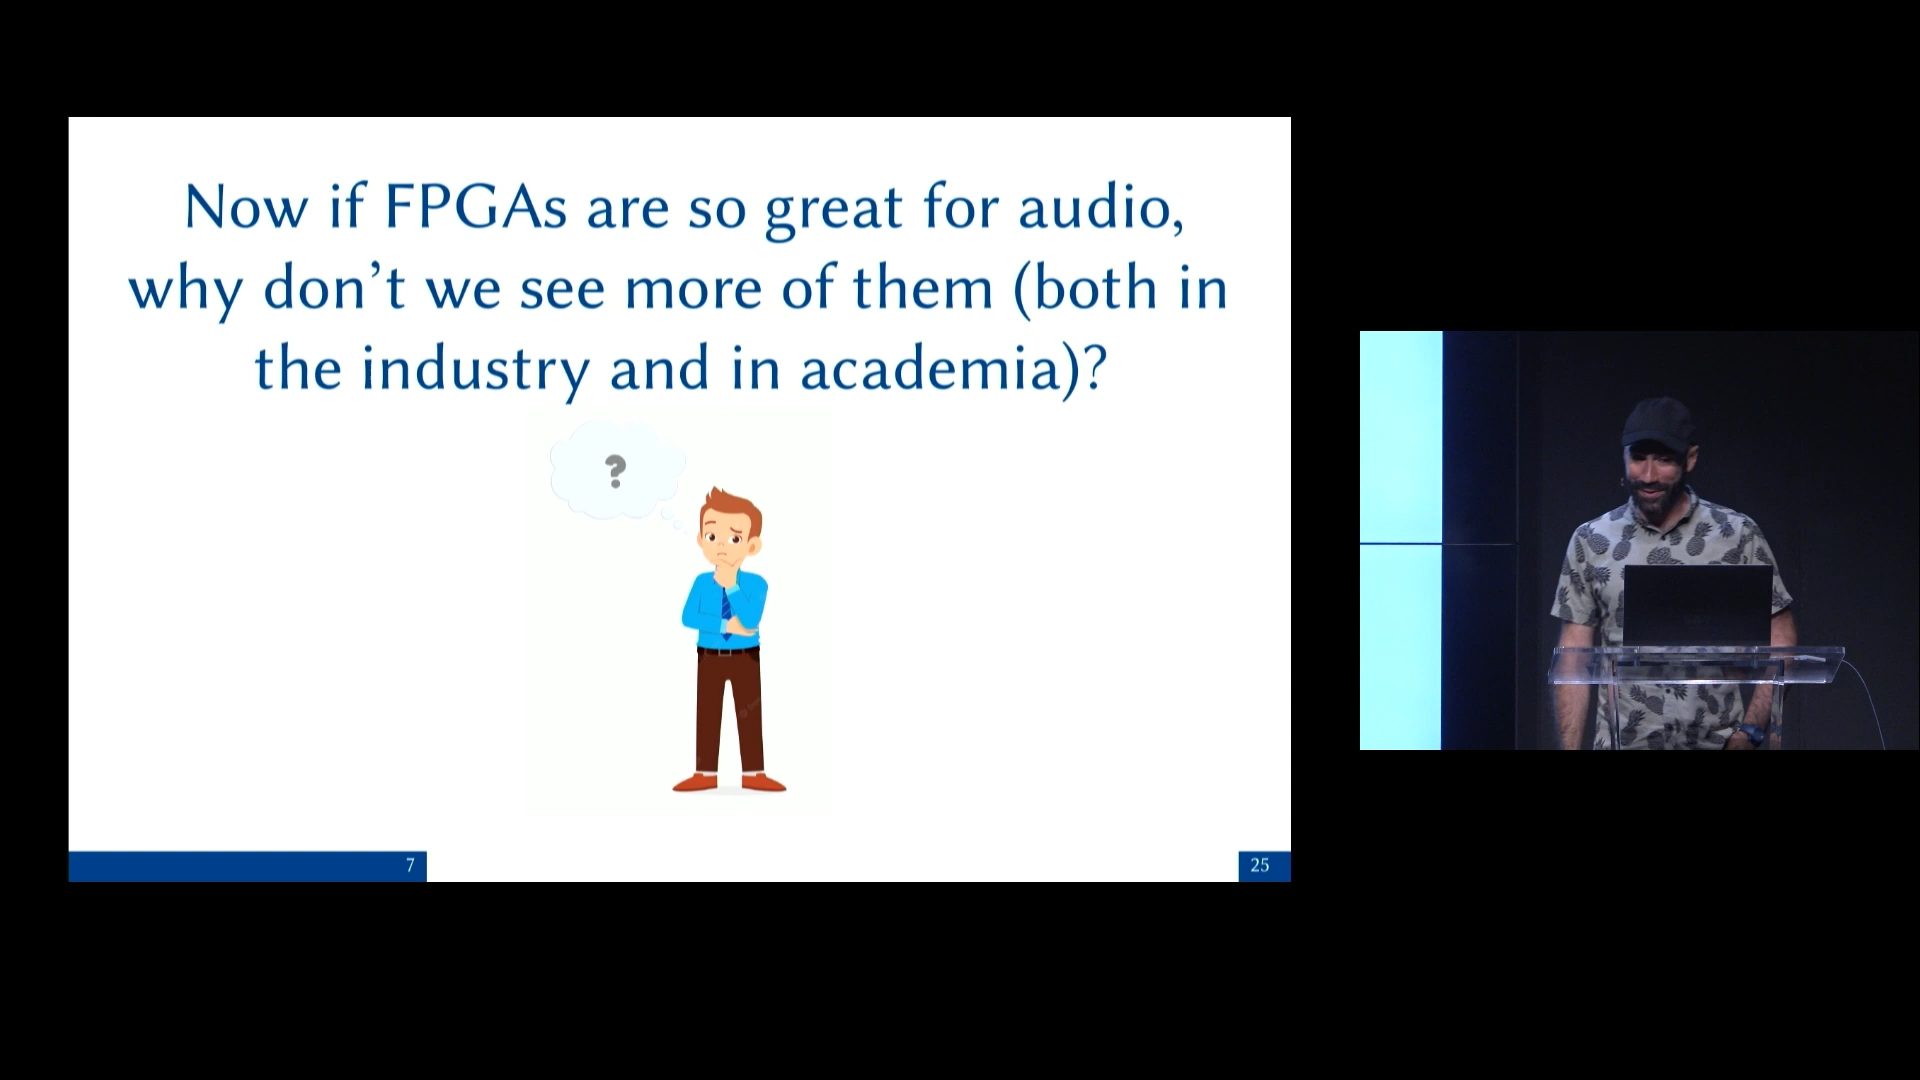 Now if FPGAs are so great for audio,
why don’t we see more of them (both in
the industry and in academia)?
?
7
25